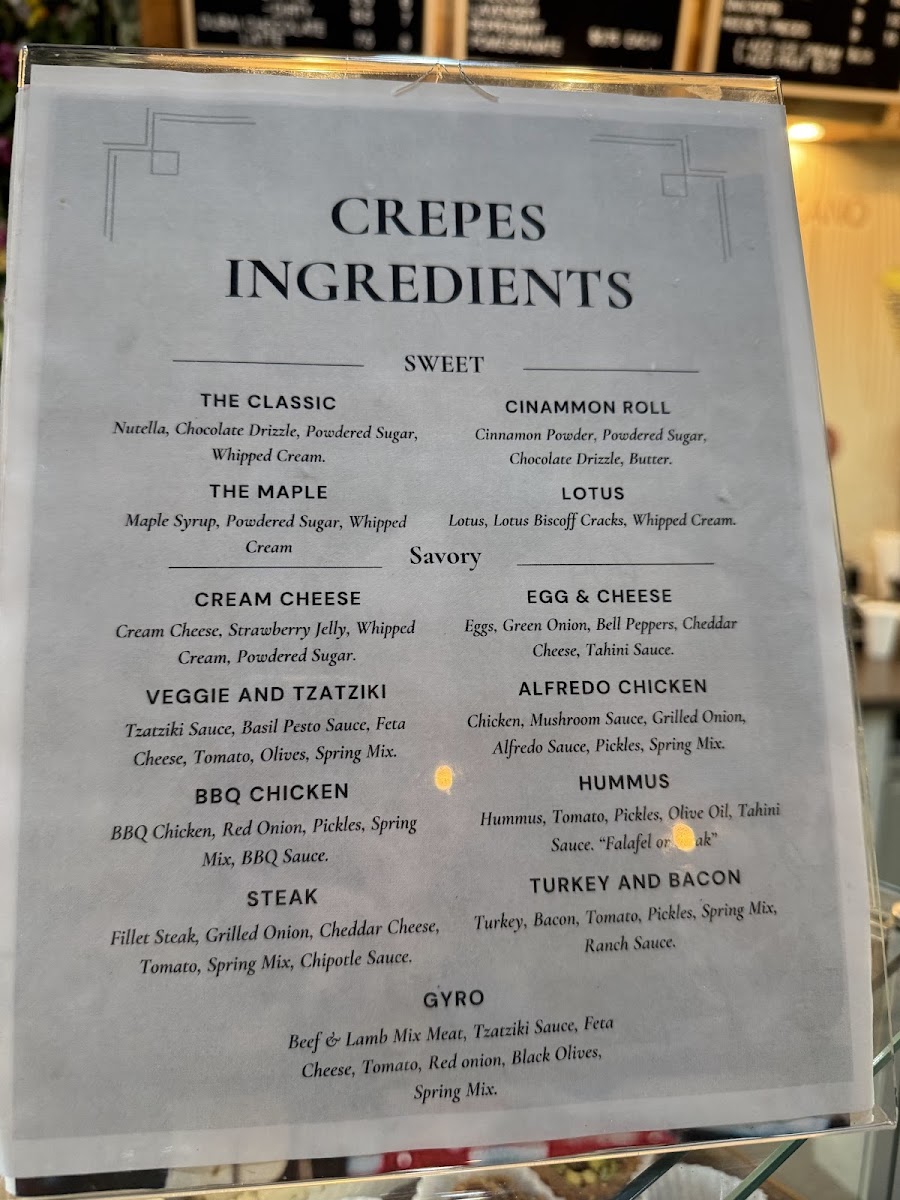 CREPES
INGREDIENTS
SWEET
THE CLASSIC
Nutella, Chocolate Drizzle, Powdered Sugar,
Whipped Cream.
CINAMMON ROLL
Cinnamon Powder, Powdered Sugar,
Chocolate Drizzle, Butter.
THE MAPLE
Maple Syrup, Powdered Sugar, Whipped
Cream
LOTUS
Lotus, Lotus Biscoff Cracks, Whipped Cream.
Savory
CREAM CHEESE
Cream Cheese, Strawberry Jelly, Whipped
Cream, Powdered Sugar.
EGG & CHEESE
Eggs, Green Onion, Bell Peppers, Cheddar
Cheese, Tahini Sauce.
VEGGIE AND TZATZIKI
Tzatziki Sauce, Basil Pesto Sauce, Feta
Cheese, Tomato, Olives, Spring Mix.
ALFREDO CHICKEN
Chicken, Mushroom Sauce, Grilled Onion,
Alfredo Sauce, Pickles, Spring Mix.
BBQ CHICKEN
BBQ Chicken, Red Onion, Pickles, Spring
Mix, BBQ Sauce.
HUMMUS
Hummus, Tomato, Pickles, Olive Oil, Tahini
Sauce. “Falafel or
STEAK
Fillet Steak, Grilled Onion, Cheddar Cheese,
Tomato, Spring Mix, Chipotle Sauce.
TURKEY AND BACON
Turkey, Bacon, Tomato, Pickles, Spring Mix,
Ranch Sauce.
GYRO
Beef & Lamb Mix Meat, Tzatziki Sauce, Feta
Cheese, Tomato, Red onion, Black Olives,
Spring Mix.